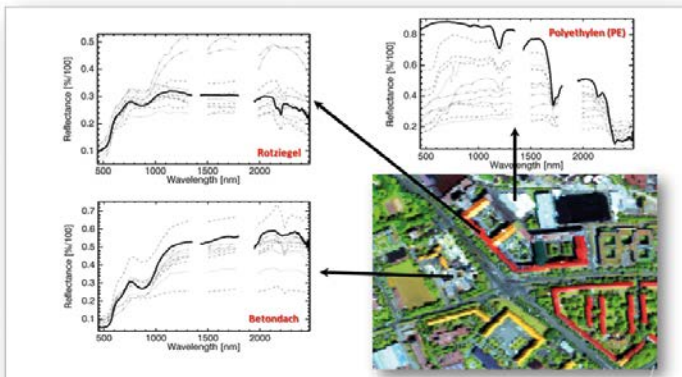 Reflectance [%/100]
0.5
0.4
0.3
0.2
0.1
Rotziegel
500 1000 1500 2000
Wavelength [nm]
Reflectance [%/100]
0.8
0.6
0.4
0.2
Polyethylen (PE)
500 1000 1500 2000
Wavelength [nm]
Reflectance [%/100]
0.7
0.6
0.5
0.4
0.3
0.2
0.1
Betondach
500 1000 1500 2000
Wavelength [nm]